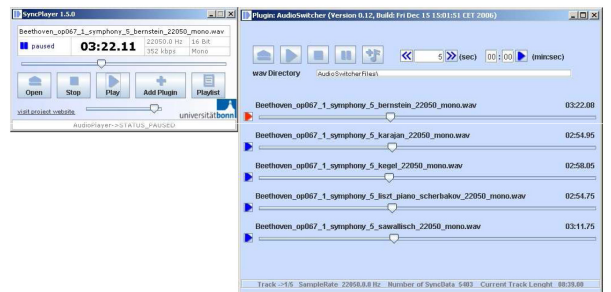 SyncPlayer 1.5.0
Beethoven_op067_1_symphony_5_bernstein_22050_mono.wav
paused
03:22.11
22050.0 Hz
16 Bit
352 kbps
Mono
Open
Stop
Play
Add Plugin
Playlist
visit project website
universitätbonn
AudioPlayer->STATUS_PAUSED
Plugin: AudioSwitcher (Version 0.12, Build: Fri Dec 15 15:01:51 CET 2006)
5
(sec)
00 : 00
(min:sec)
wav Directory
AudioSwitcherFiles\
Beethoven_op067_1_symphony_5_bernstein_22050_mono.wav
03:22.08
Beethoven_op067_1_symphony_5_karajan_22050_mono.wav
02:54.95
Beethoven_op067_1_symphony_5_kegel_22050_mono.wav
02:58.05
Beethoven_op067_1_symphony_5_liszt_piano_scherbakov_22050_mono.wav
02:54.75
Beethoven_op067_1_symphony_5_sawallisch_22050_mono.wav
03:11.75
Track ->1/5 SampleRate 22050.0.0 Hz Number of SyncData 5403 Current Track Lenght 08:39.00